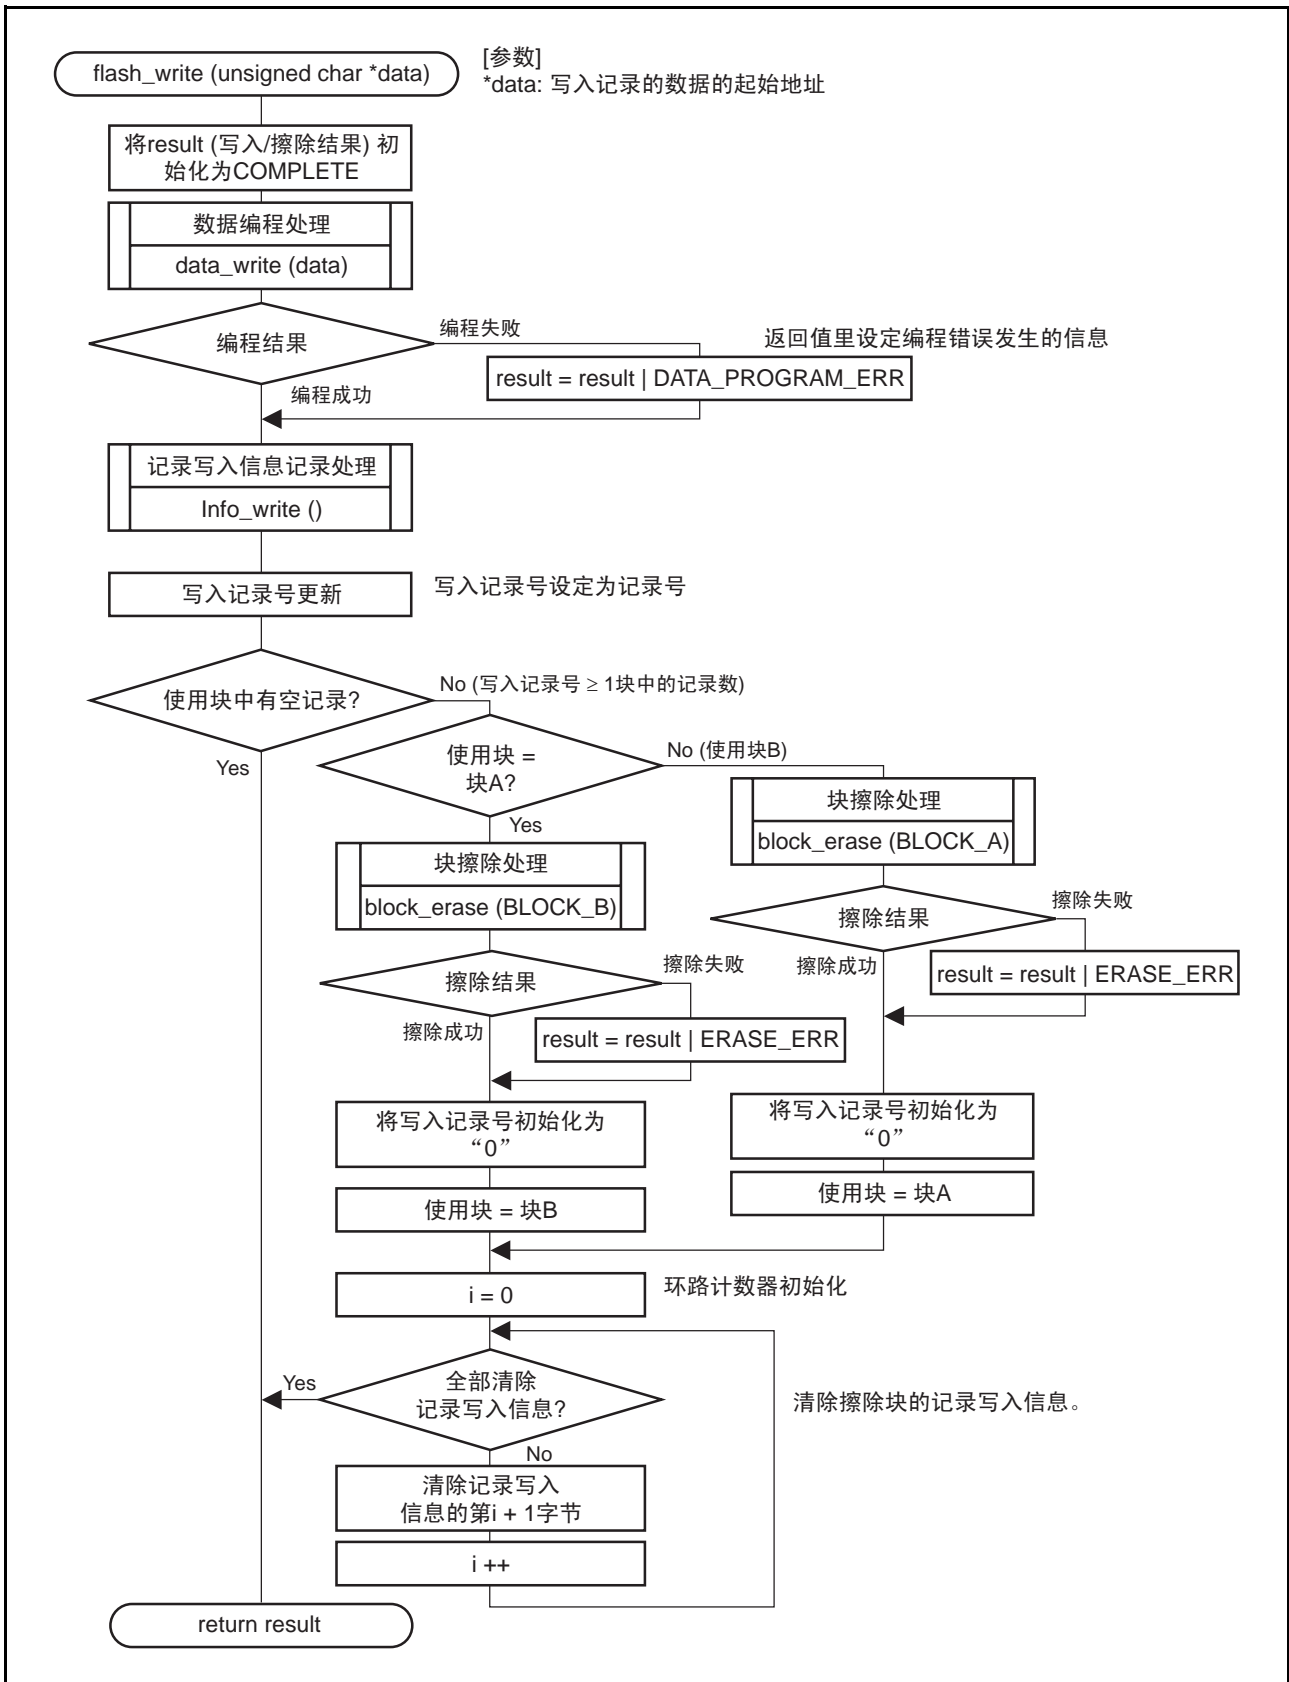 flash_write (unsigned char *data)
[参数]
*data: 写入记录的数据的起始地址
将result (写入/擦除结果) 初
始化为COMPLETE
数据编程处理
data_write (data)
编程结果
编程失败
返回值里设定编程错误发生的信息
result = result | DATA_PROGRAM_ERR
编程成功
记录写入信息记录处理
Info_write ()
写入记录号更新
写入记录号设定为记录号
使用块中有空记录?
No (写入记录号 ≥ 1块中的记录数)
Yes
使用块 =
块A?
No (使用块B)
Yes
块擦除处理
block_erase (BLOCK_A)
块擦除处理
block_erase (BLOCK_B)
擦除结果
擦除失败
擦除成功
result = result | ERASE_ERR
擦除结果
擦除失败
擦除成功
result = result | ERASE_ERR
将写入记录号初始化为
“0”
使用块 = 块A
将写入记录号初始化为
“0”
使用块 = 块B
i = 0
环路计数器初始化
全部清除
记录写入信息?
Yes
清除擦除块的记录写入信息。
No
清除记录写入
信息的第i + 1字节
i ++
return result